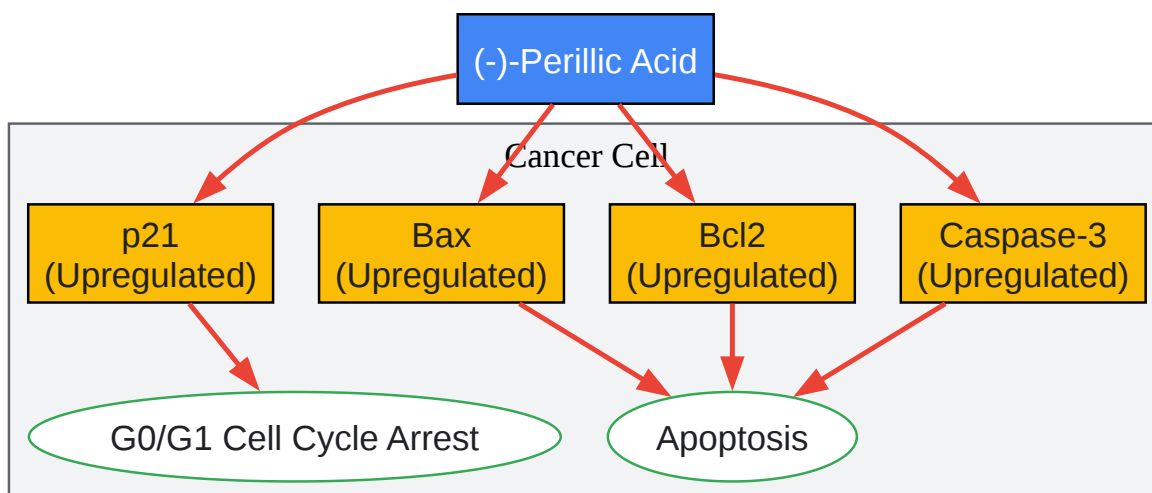 (-)-Perillic Acid
Cancer Cell
p21
(Upregulated)
Bax
(Upregulated)
Bcl2
(Upregulated)
Caspase-3
(Upregulated)
G0/G1 Cell Cycle Arrest
Apoptosis